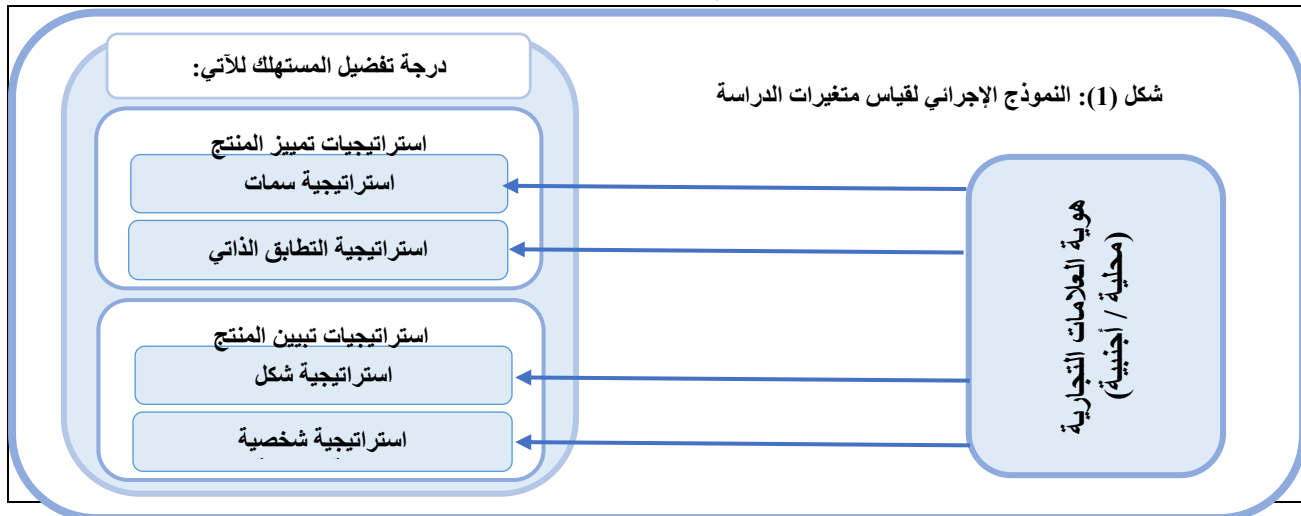 شكل (1): النموذج الإجرائي لقياس متغيرات الدراسة
هوية العلامات التجارية
(محلية / أجنبية)
درجة تفضيل المستهلك للآتي:
استراتيجيات تمييز المنتج
استراتيجية سمات
استراتيجية التطابق الذاتي
استراتيجيات تبيين المنتج
استراتيجية شكل
استراتيجية شخصية